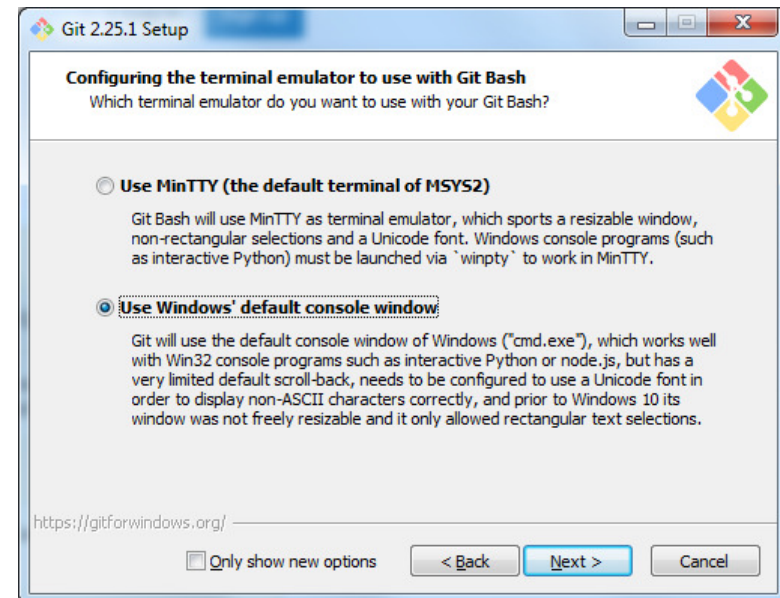 Git 2.25.1 Setup
Configuring the terminal emulator to use with Git Bash
Which terminal emulator do you want to use with your Git Bash?
Use MinTTY (the default terminal of MSYS2)
Git Bash will use MinTTY as terminal emulator, which sports a resizable window,
non-rectangular selections and a Unicode font. Windows console programs (such
as interactive Python) must be launched via `winpty` to work in MinTTY.
Use Windows' default console window
Git will use the default console window of Windows ("cmd.exe"), which works well
with Win32 console programs such as interactive Python or node.js, but has a
very limited default scroll-back, needs to be configured to use a Unicode font in
order to display non-ASCII characters correctly, and prior to Windows 10 its
window was not freely resizable and it only allowed rectangular text selections.
https://gitforwindows.org/
Only show new options
< Back
Next >
Cancel